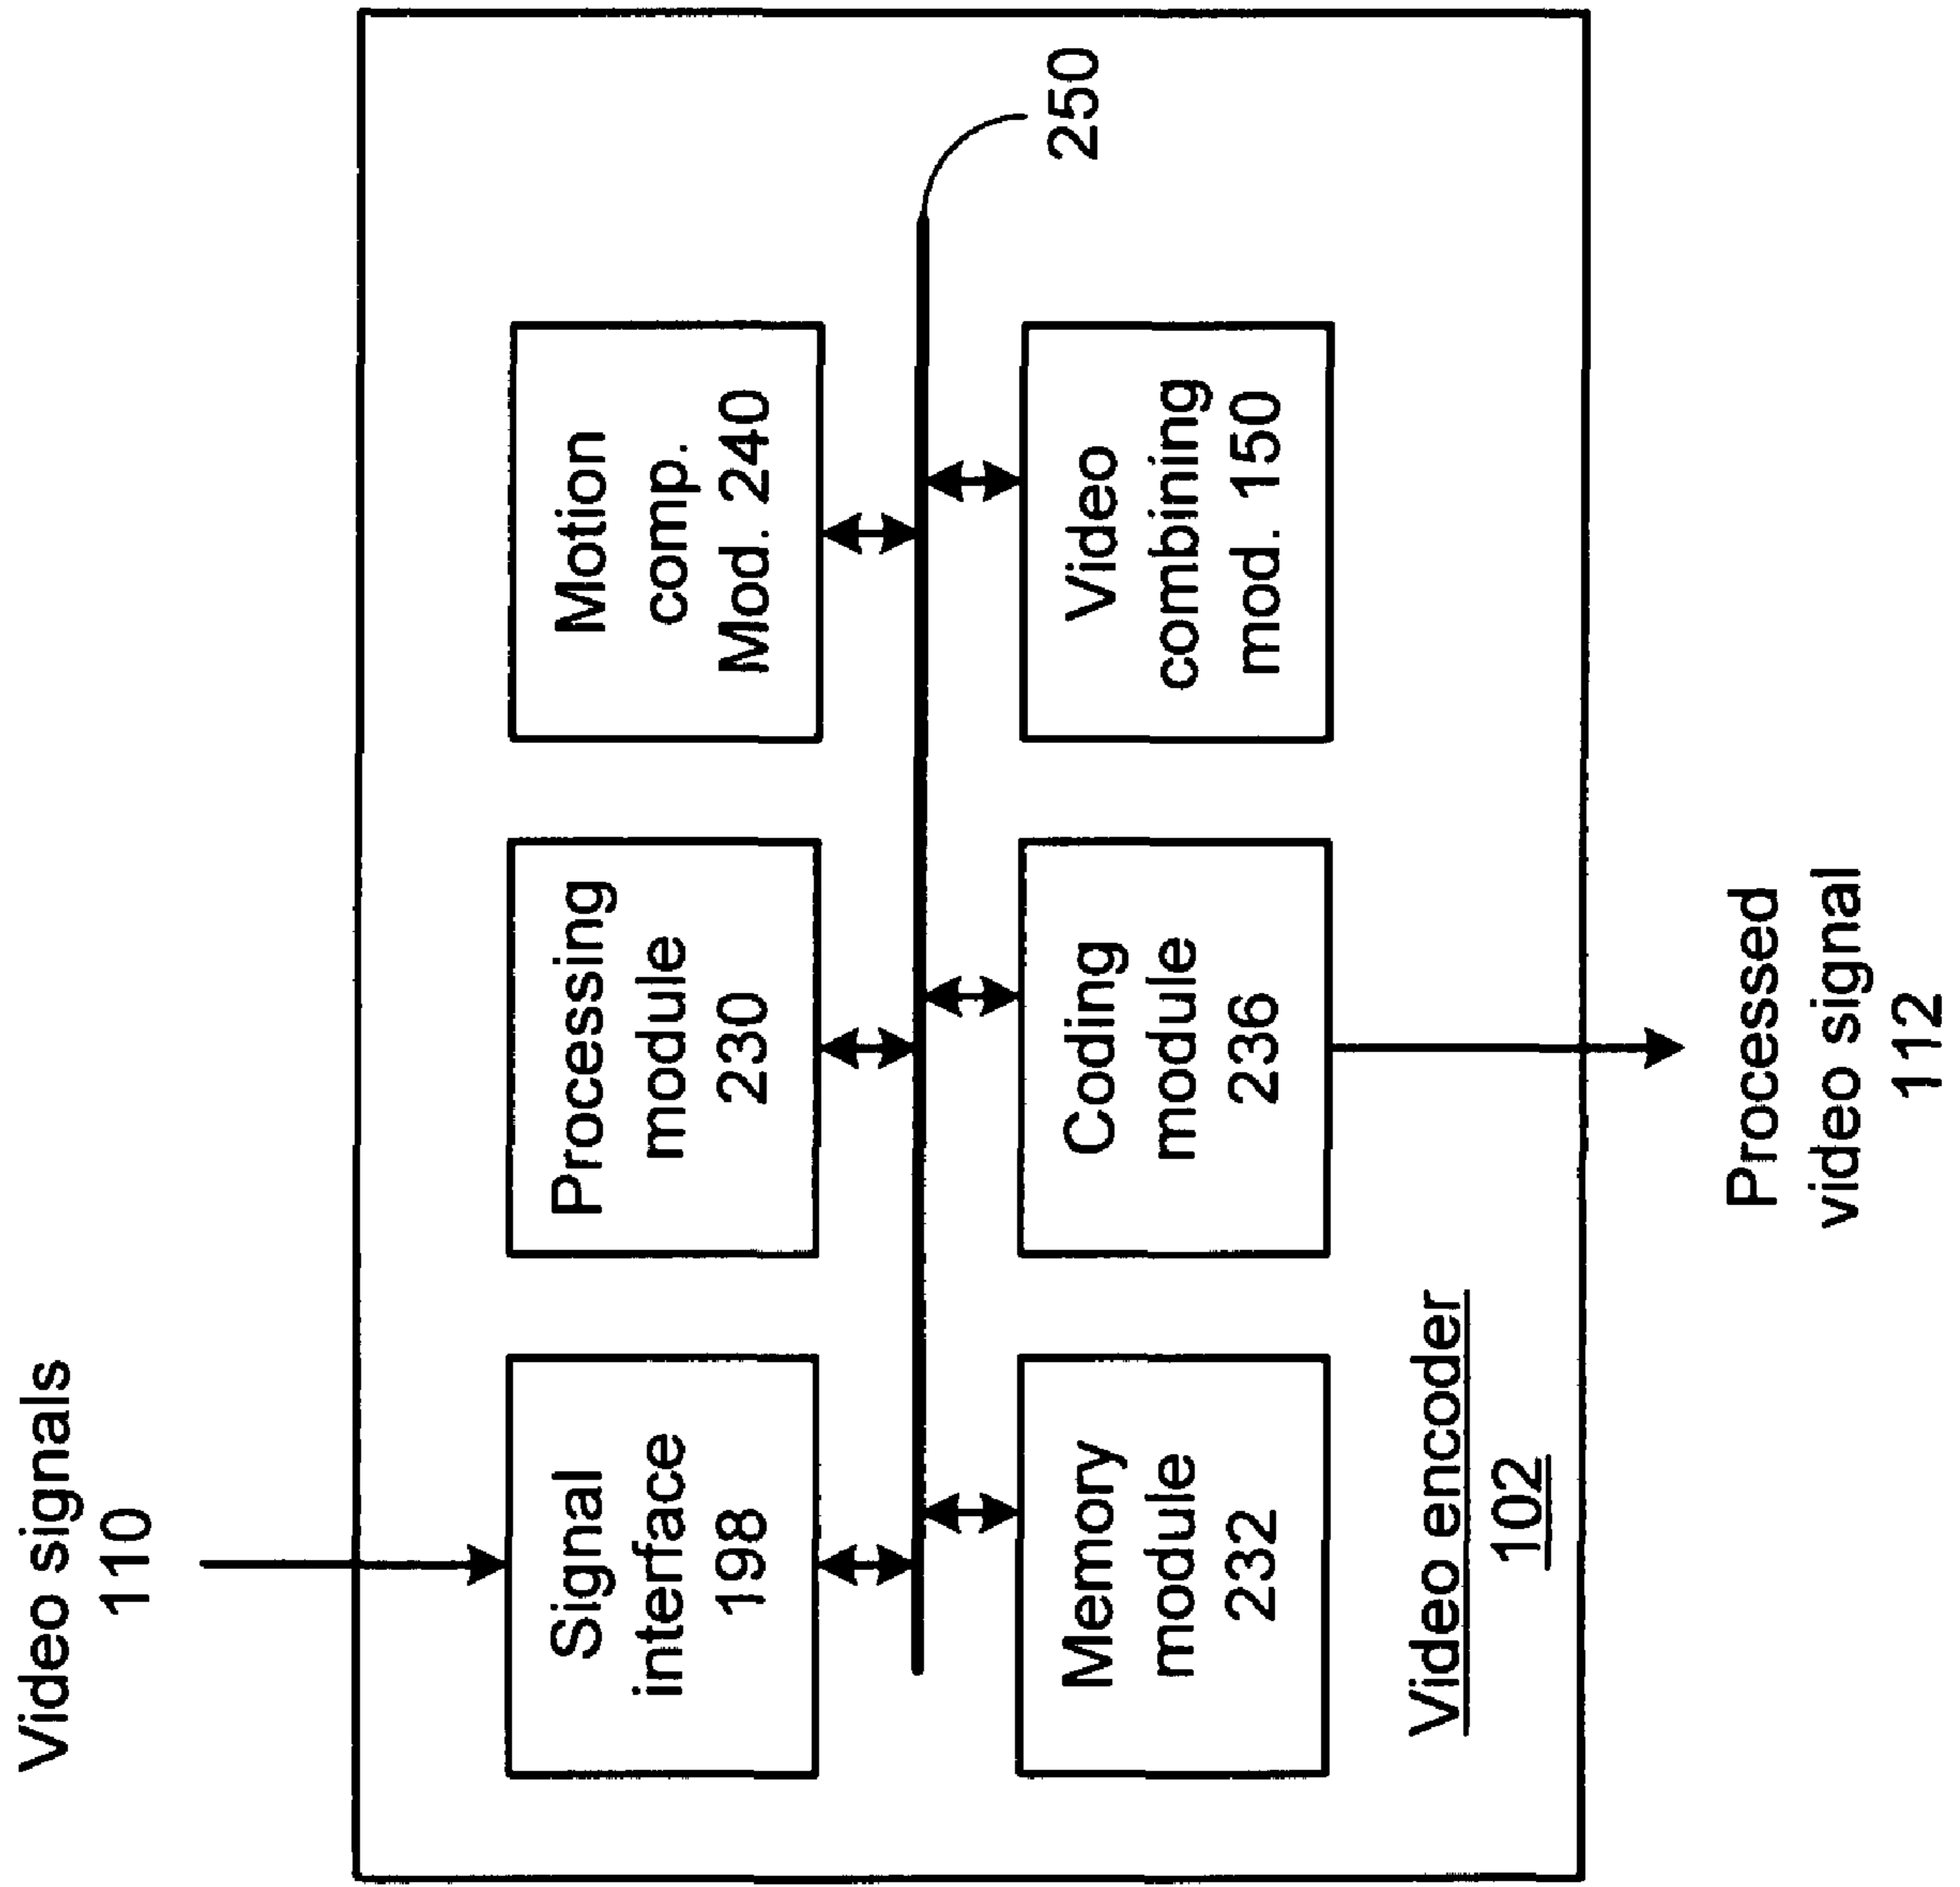 Video signals
110
Signal
interface
198
Processing
module
230
Motion
comp.
Mod. 240
250
Memory
module
232
Coding
module
236
Video
combining
mod. 150
Video encoder
102
Processed
video signal
112